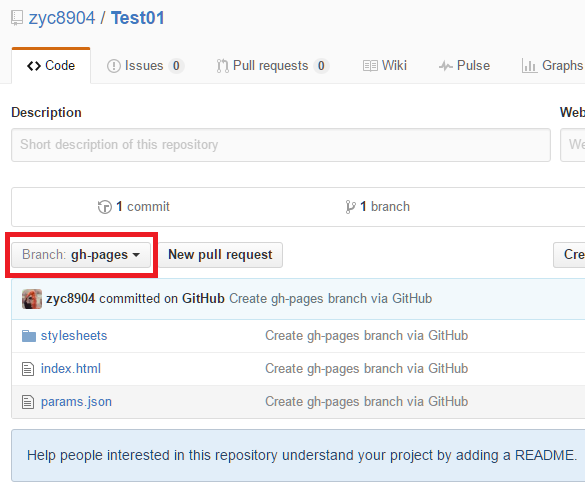 zyc8904 / Test01
Code Issues 0 Pull requests 0 Wiki Pulse Graphs
Description Web
Short description of this repository We
1 commit 1 branch
Branch: gh-pages New pull request Cre
zyc8904 committed on GitHub Create gh-pages branch via GitHub
stylesheets Create gh-pages branch via GitHub
index.html Create gh-pages branch via GitHub
params.json Create gh-pages branch via GitHub
Help people interested in this repository understand your project by adding a README.